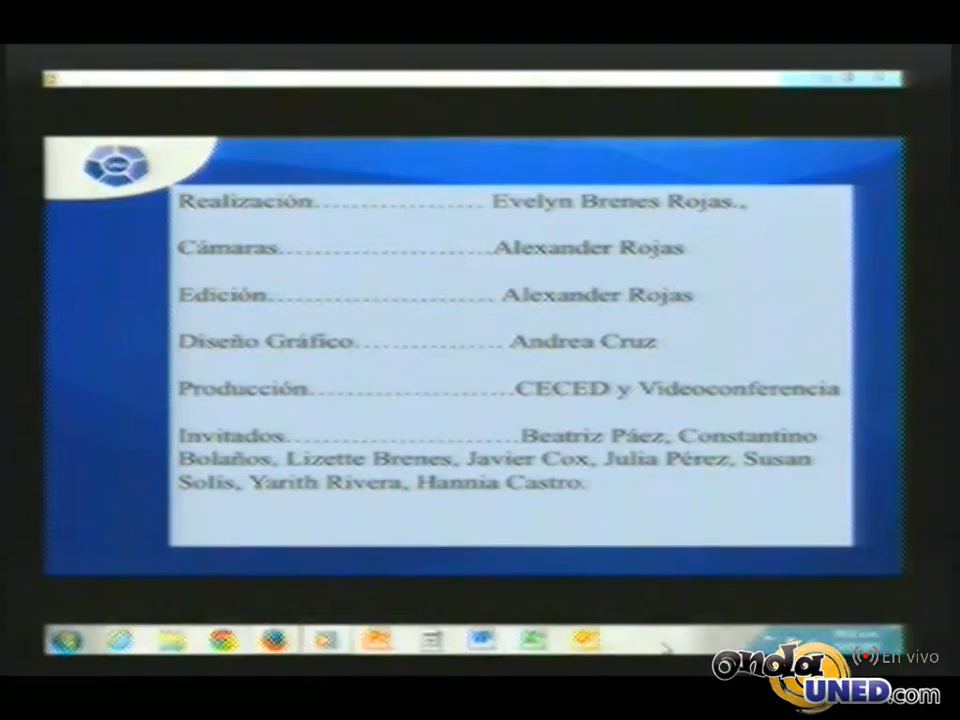 Realización.................... Evelyn Brenes Rojas.,
Cámaras.........................Alexander Rojas
Edición.......................... Alexander Rojas
Diseño Gráfico................. Andrea Cruz
Producción........................CECED y Videoconferencia
Invitados...........................Beatriz Páez, Constantino
Bolaños, Lizette Brenes, Javier Cox, Julia Pérez, Susan
Solís, Yarith Rivera, Hannia Castro.
En vivo
onda
UNED.com